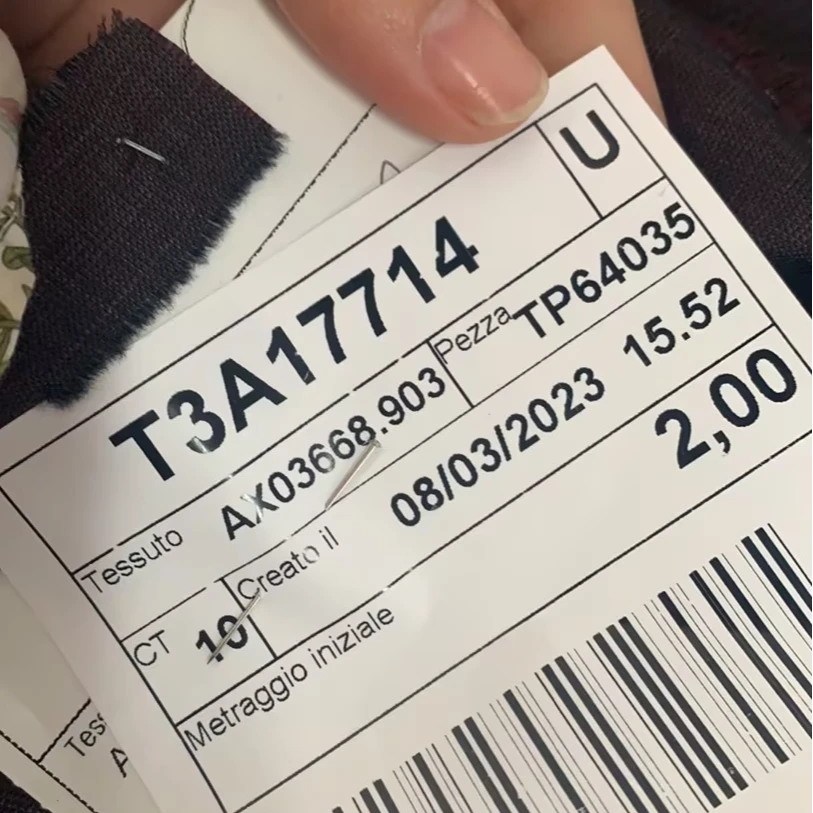 U
T3A17714
Tessuto AX03668.903 Pezza TP64035
CT 10 Creato il 08/03/2023 15.52
Metraggio iniziale 2,00
Tes
A